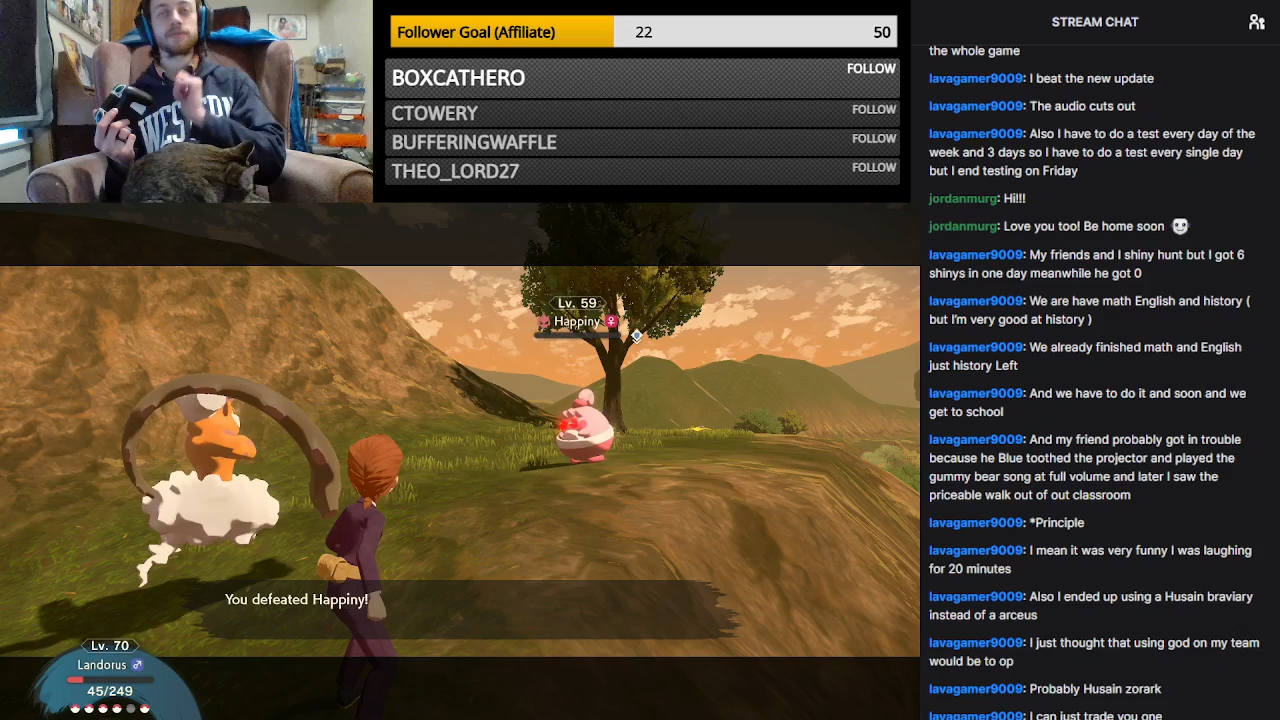 Follower Goal (Affiliate) 22 50
STREAM CHAT
BOXCATHERO FOLLOW
CTOWERY FOLLOW
BUFFERINGWAFFLE FOLLOW
THEO_LORD27 FOLLOW
WES
Lv. 59
Happiny ♀
You defeated Happiny!
Lv. 70
Landorus ♂
45/249
the whole game
lavagamer9009: I beat the new update
lavagamer9009: The audio cuts out
lavagamer9009: Also I have to do a test every day of the
week and 3 days so I have to do a test every single day
but I end testing on Friday
jordanmurg: Hi!!!
jordanmurg: Love you too! Be home soon
lavagamer9009: My friends and I shiny hunt but I got 6
shinys in one day meanwhile he got 0
lavagamer9009: We are have math English and history (
but I'm very good at history )
lavagamer9009: We already finished math and English
just history Left
lavagamer9009: And we have to do it and soon and we
get to school
lavagamer9009: And my friend probably got in trouble
because he Blue toothed the projector and played the
gummy bear song at full volume and later I saw the
priceable walk out of out classroom
lavagamer9009: *Principle
lavagamer9009: I mean it was very funny I was laughing
for 20 minutes
lavagamer9009: Also I ended up using a Husain braviary
instead of a arceus
lavagamer9009: I just thought that using god on my team
would be to op
lavagamer9009: Probably Husain zorark
lavagamer9009: I can just trade you one